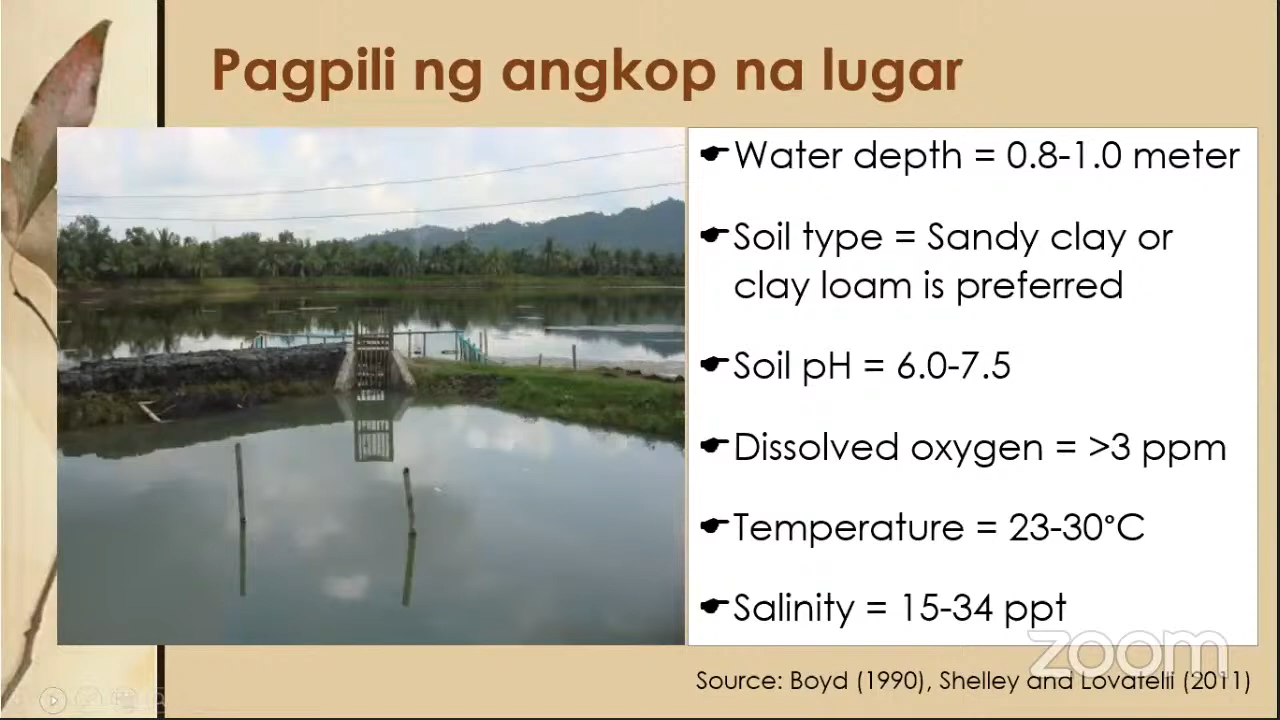 Pagpili ng angkop na lugar
Water depth = 0.8-1.0 meter
Soil type = Sandy clay or
clay loam is preferred
Soil pH = 6.0-7.5
Dissolved oxygen = >3 ppm
Temperature = 23-30°C
Salinity = 15-34 ppt
zoom
Source: Boyd (1990), Shelley and Lovatelii (2011)